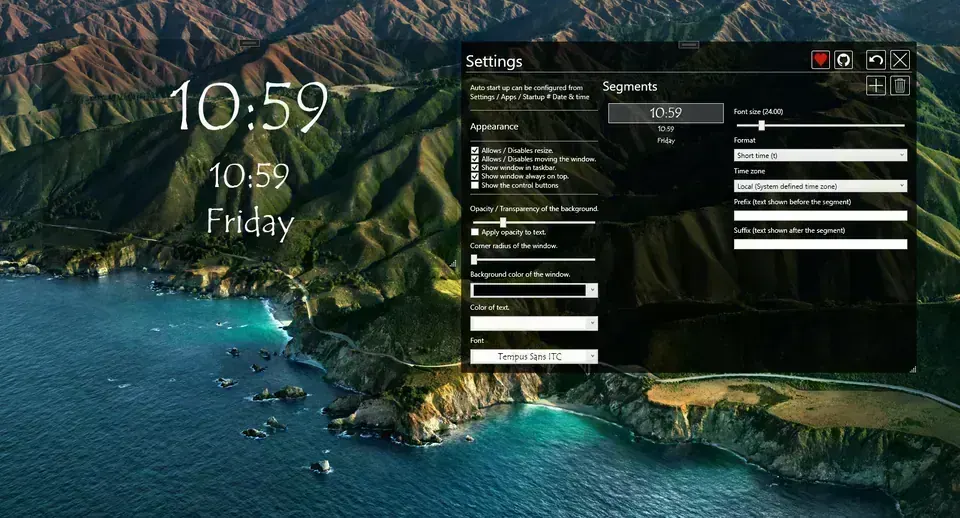 10:59
10:59
Friday
Settings
Auto start up can be configured from
Settings / Apps / Startup # Date & time
Appearance
Allows / Disables resize.
Allows / Disables moving the window.
Show window in taskbar.
Show window always on top.
Show the control buttons
Opacity / Transparency of the background.
Apply opacity to text.
Corner radius of the window.
Background color of the window.
Color of text.
Font
Tempus Sans ITC
Segments
10:59
10:59
Friday
Font size (24.00)
Format
Short time (t)
Time zone
Local (System defined time zone)
Prefix (text shown before the segment)
Suffix (text shown after the segment)